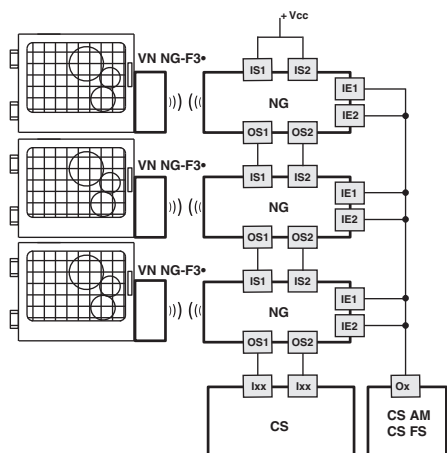 + Vcc
VN NG-F3•
IS1 IS2
NG
IE1
IE2
OS1 OS2
VN NG-F3•
IS1 IS2
NG
IE1
IE2
OS1 OS2
VN NG-F3•
IS1 IS2
NG
IE1
IE2
OS1 OS2
Ixx Ixx
CS
Ox
CS AM
CS FS